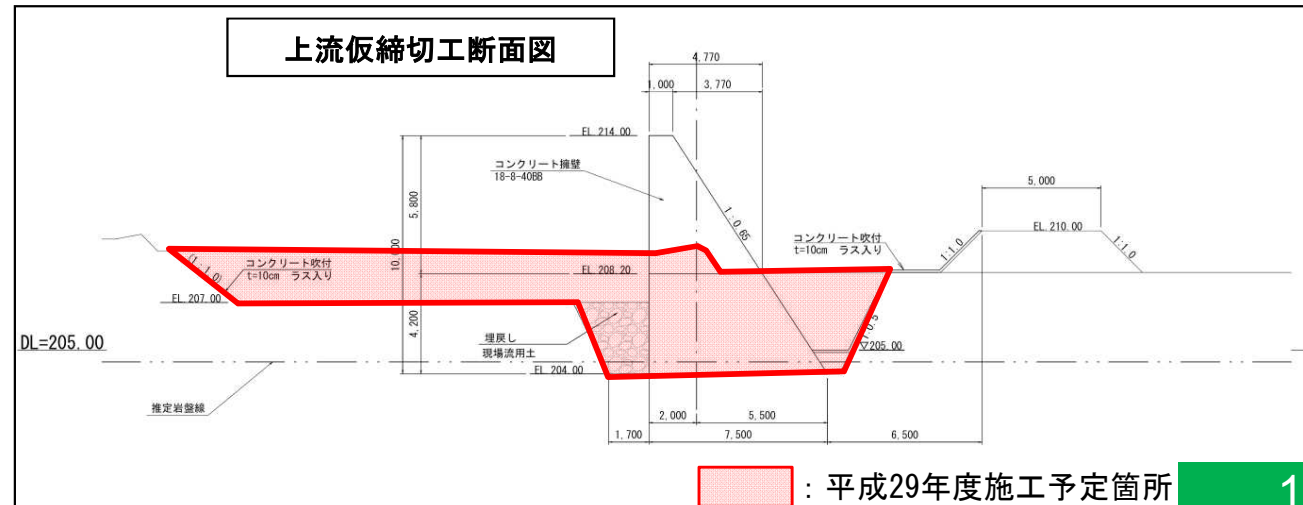 上流仮締切工断面図
4,770
1,000
3,770
EL.214.00
コンクリート擁壁
18-8-40BB
5,800
10,000
1:0.65
5,000
EL.210.00
1:1.0
1:1.0
コンクリート吹付
t=10cm ラス入り
(1:1.0)
コンクリート吹付
t=10cm ラス入り
EL.208.20
EL.207.00
4,200
埋戻し
現場流用土
1:0.5
▽205.00
DL=205.00
EL.204.00
推定岩盤線
2,000
5,500
1,700
7,500
6,500
:平成29年度施工予定箇所
1